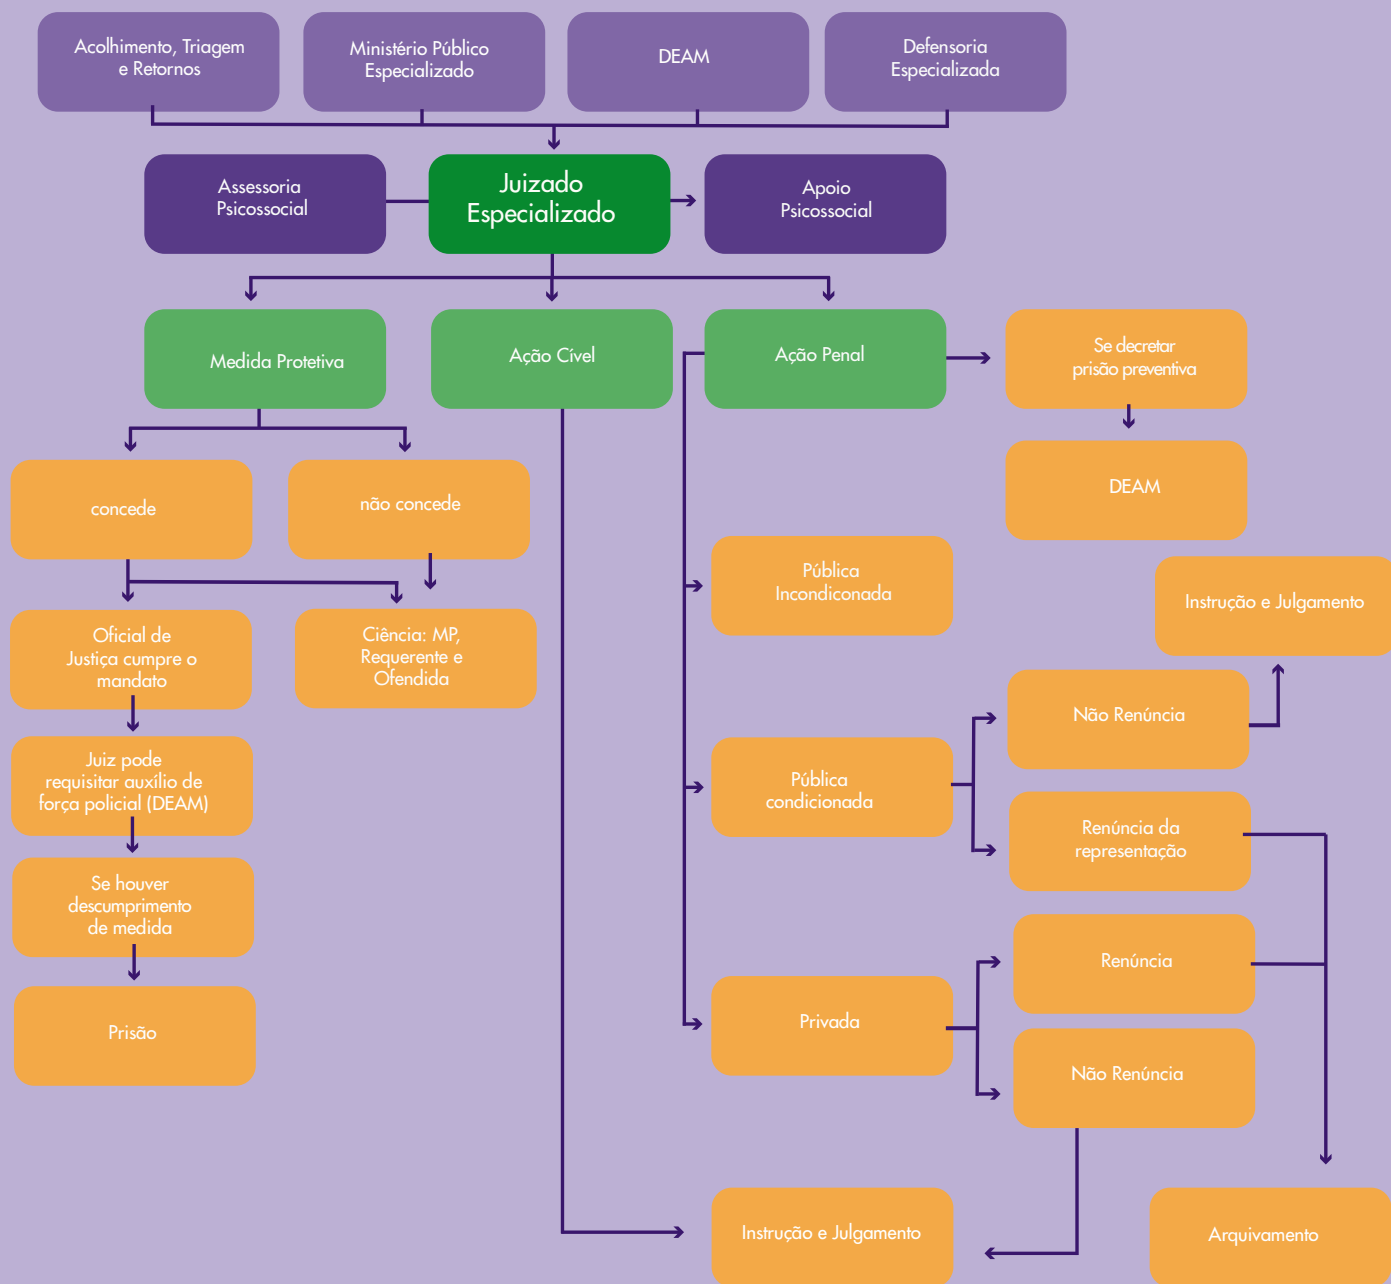 Acolhimento, Triagem
e Retornos
Ministério Público
Especializado
DEAM
Defensoria
Especializada
Assessoria
Psicossocial
Juizado
Especializado
Apoio
Psicossocial
Medida Protetiva
Ação Cível
Ação Penal
Se decretar
prisão preventiva
DEAM
concede
não concede
Pública
Incondiconada
Instrução e Julgamento
Oficial de
Justiça cumpre o
mandato
Ciência: MP,
Requerente e
Ofendida
Não Renúncia
Juiz pode
requisitar auxílio de
força policial (DEAM)
Pública
condicionada
Renúncia da
representação
Se houver
descumprimento
de medida
Renúncia
Prisão
Privada
Não Renúncia
Instrução e Julgamento
Arquivamento